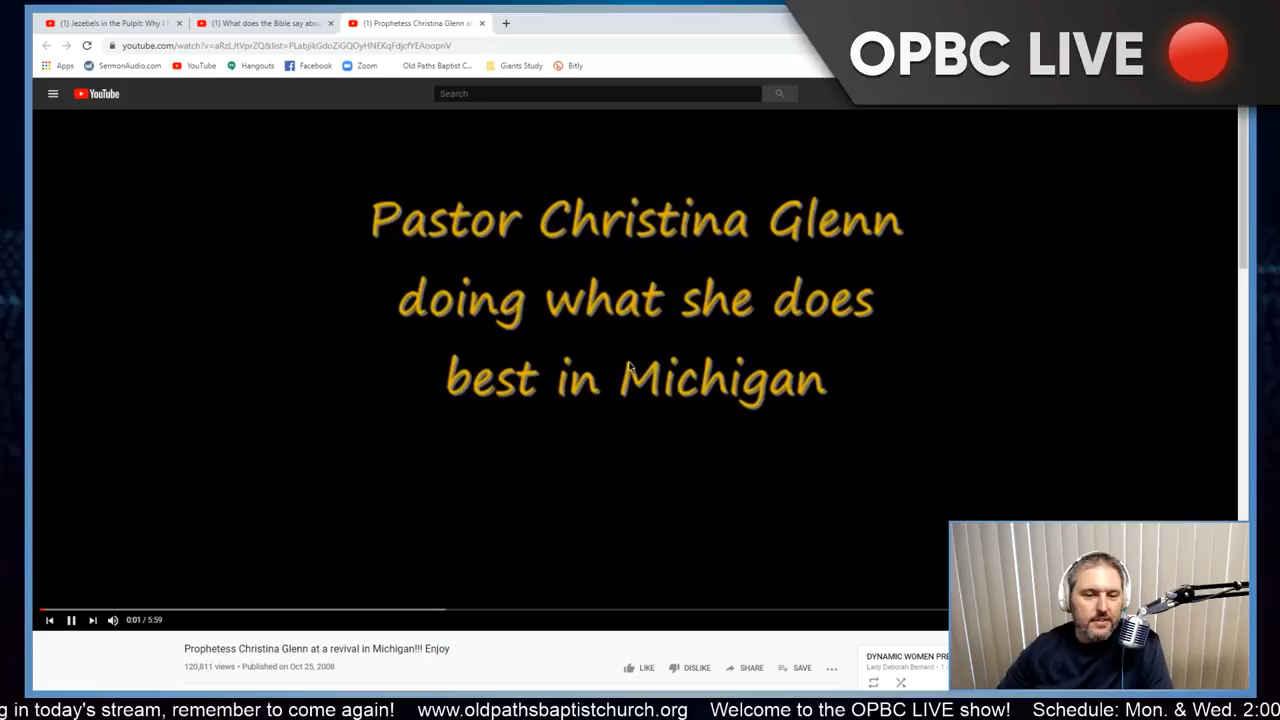 (1) Jezebels in the Pulpit: Why I
(1) What does the Bible say abou
(1) Prophetess Christina Glenn a
OPBC LIVE
youtube.com/watch?v=aRzLJtVprZQ&list=PLabjikGdoZiGQOyHNEKqFdjcfYEAoopnV
Apps
SermonAudio.com
YouTube
Hangouts
Facebook
Zoom
Old Paths Baptist C...
Giants Study
Bitly
YouTube
Search
Pastor Christina Glenn
doing what she does
best in Michigan
0:01 / 5:59
Prophetess Christina Glenn at a revival in Michigan!!! Enjoy
120,811 views • Published on Oct 25, 2008
LIKE
DISLIKE
SHARE
SAVE
DYNAMIC WOMEN PRE
Lady Deborah Bernard - 1
g in today's stream, remember to come again! www.oldpathsbaptistchurch.org Welcome to the OPBC LIVE show! Schedule: Mon. & Wed. 2:00